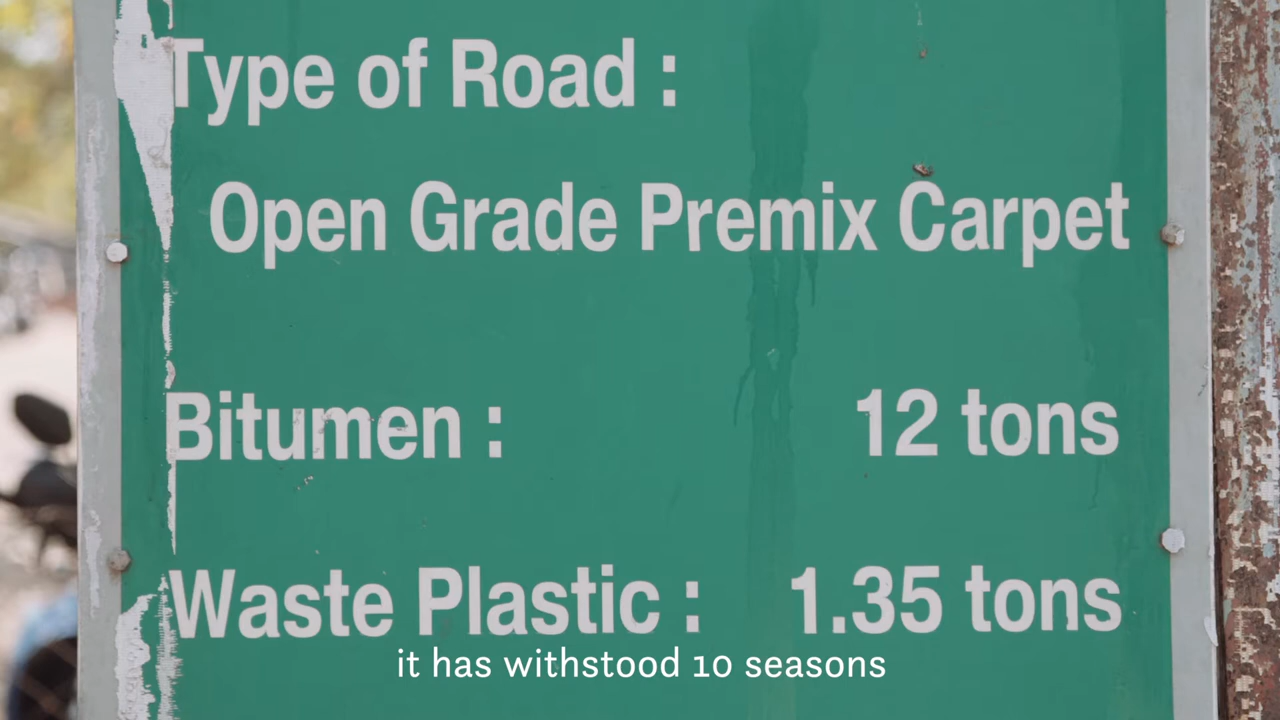 Type of Road :
Open Grade Premix Carpet
Bitumen : 12 tons
Waste Plastic : 1.35 tons
it has withstood 10 seasons